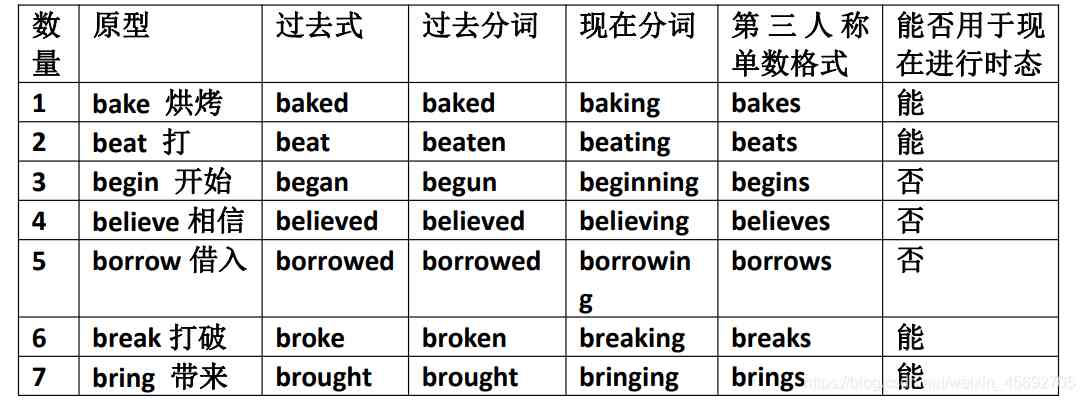 数量 原型 过去式 过去分词 现在分词 第三人称单数格式 能否用于现在进行时态
1 bake 烘烤 baked baked baking bakes 能
2 beat 打 beat beaten beating beats 能
3 begin 开始 began begun beginning begins 否
4 believe 相信 believed believed believing believes 否
5 borrow 借入 borrowed borrowed borrowing borrows 否
6 break 打破 broke broken breaking breaks 能
7 bring 带来 brought brought bringing brings 能